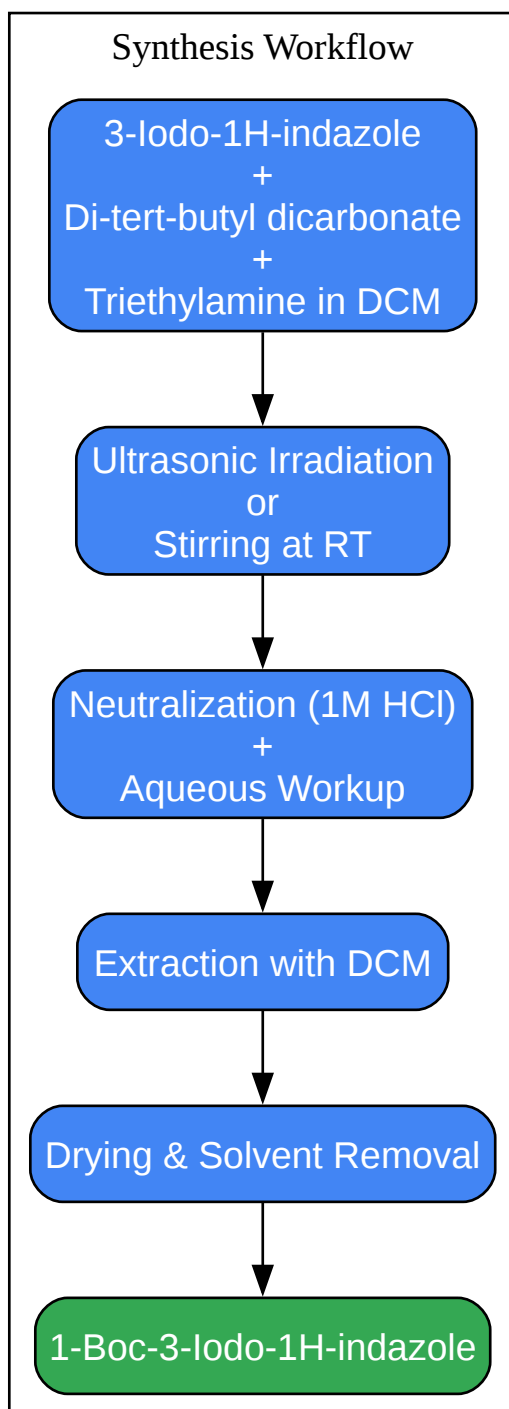 Synthesis Workflow
3-Iodo-1H-indazole
+
Di-tert-butyl dicarbonate
+
Triethylamine in DCM
Ultrasonic Irradiation
or
Stirring at RT
Neutralization (1M HCl)
+
Aqueous Workup
Extraction with DCM
Drying & Solvent Removal
1-Boc-3-Iodo-1H-indazole